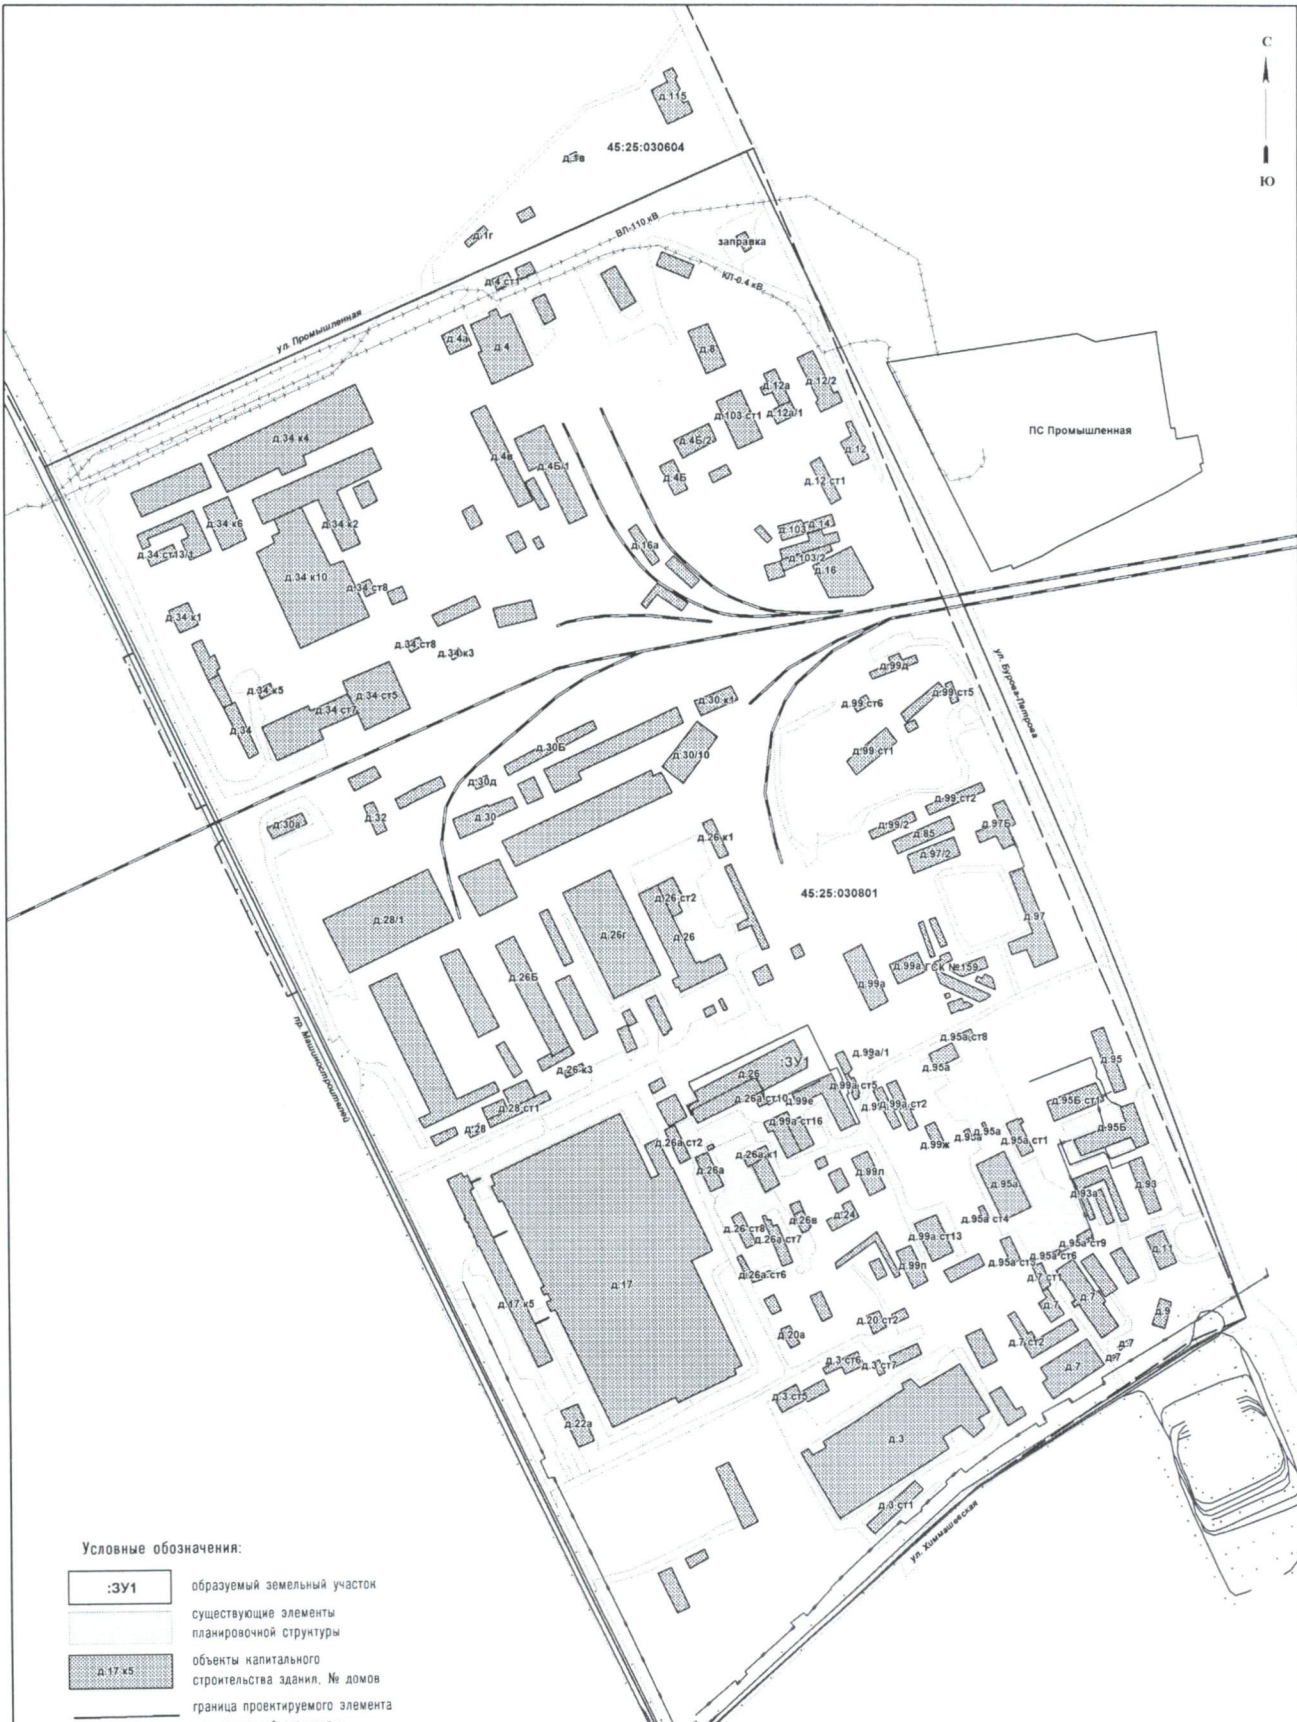 С
Ю
д.115
45:25:030604
д.1в
д.1г
ВЛ-110 кВ
заправка
КЛ-0.4 кВ
д.4 ст1
ул. Промышленная
д.4а
д.4
д.8
д.12/2
д.12а
д.12а/1
д.103 ст1
ПС Промышленная
д.34 к4
д.4Б/2
д.12
д.4в
д.4Б/1
д.4Б
д.12 ст1
д.34 к6
д.34 к2
д.103
д.14
д.16а
д.34 ст13/1
д.103/2
д.16
д.34 к10
д.34 ст8
д.34 к1
д.34 ст8
д.34 к3
ул. Бурова-Петрова
д.99д
д.34 к5
д.34 ст5
д.99 ст5
д.30 к1
д.99 ст6
д.34 ст7
д.34
д.30Б
д.99 ст1
д.30/10
д.30д
д.99 ст2
д.32
д.30
д.30а
д.99/2
д.97Б
д.85
д.26 к1
д.97/2
45:25:030801
д.26 ст2
д.28/1
д.97
д.26г
д.26
д.26Б
д.99а
ГСК №159
д.99а
пр. Машиностроителей
д.95а ст8
д.99а/1
д.95
:ЗУ1
д.95а
д.26 к3
д.26
д.99а ст5
д.26а ст10
д.99е
д.95Б ст1
д.28 ст1
д.99а ст2
д.99а ст16
д.28
д.95а
д.95а
д.95Б
д.95а ст1
д.26а ст2
д.99ж
д.26а к1
д.26а
д.99л
д.95а
д.93
д.93а
д.26в
д.24
д.95а ст4
д.26 ст8
д.26а ст7
д.99а ст13
д.95а ст9
д.11
д.95а ст6
д.99п
д.26а ст6
д.7 ст1
д.17
д.17 к5
д.7
д.7
д.9
д.20 ст2
д.20а
д.7 ст2
д.7
д.7
д.3 ст6
д.3 ст7
д.7
д.3 ст5
д.22а
д.3
д.3 ст1
ул. Химмашевская
Условные обозначения:
:ЗУ1
образуемый земельный участок
существующие элементы
планировочной структуры
д.17 к5
объекты капитального
строительства здания, № домов
граница проектируемого элемента